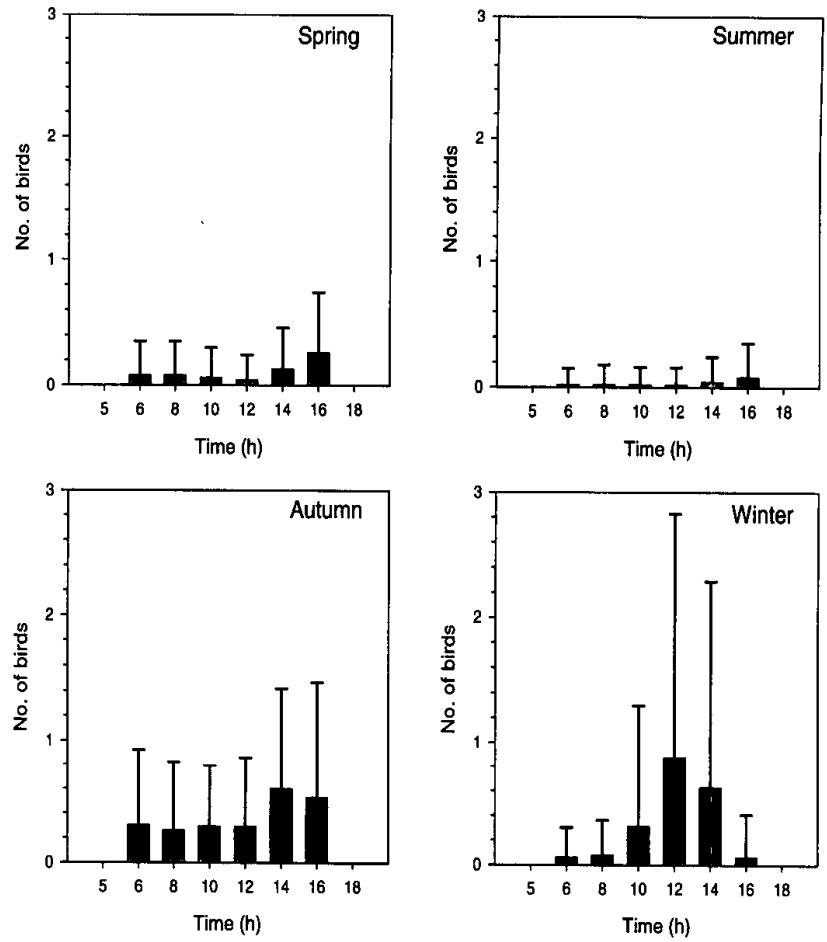 Spring
3
2
1
0
No. of birds
5 6 8 10 12 14 16 18
Time (h)
Summer
3
2
1
0
No. of birds
5 6 8 10 12 14 16 18
Time (h)
Autumn
3
2
1
0
No. of birds
5 6 8 10 12 14 16 18
Time (h)
Winter
3
2
1
0
No. of birds
5 6 8 10 12 14 16 18
Time (h)